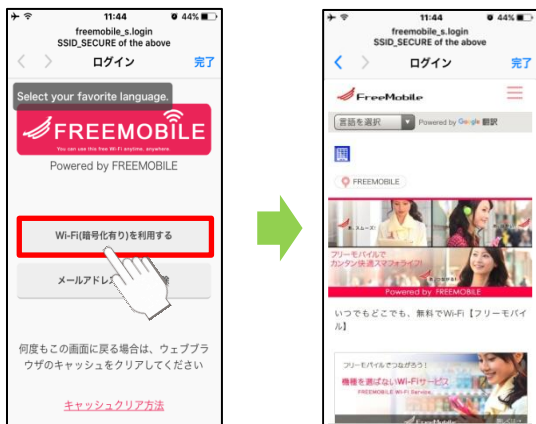 11:44
44%
freemobile_s.login
SSID_SECURE of the above
ログイン
完了
Select your favorite language.
FREEMOBILE
You can use this free Wi-Fi anytime, anywhere.
Powered by FREEMOBILE
Wi-Fi(暗号化有り)を利用する
メールアドレス
何度もこの画面に戻る場合は、ウェブブラ
ウザのキャッシュをクリアしてください
キャッシュクリア方法
11:44
44%
freemobile_s.login
SSID_SECURE of the above
ログイン
完了
FreeMobile
言語を選択
Powered by Google 翻訳
FREEMOBILE
フリーモバイルで
カンタン快適スマフォライフ!
Powered by FREEMOBILE
いつでもどこでも、無料でWi-Fi【フリーモバイ
ル】
フリーモバイルでつながろう!
機種を選ばないWI-FIサービス
FREEMOBILE WI-FI Service.
FreeMobile